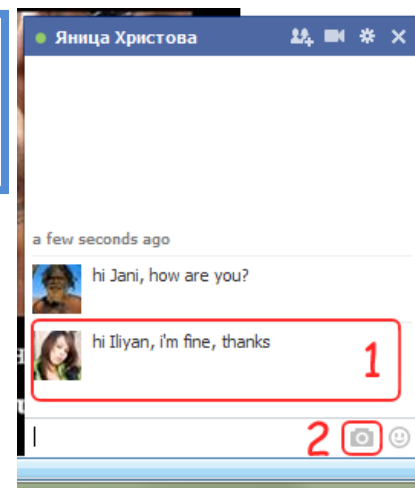 Яница Христова
a few seconds ago
hi Jani, how are you?
hi Iliyan, i'm fine, thanks
1
2